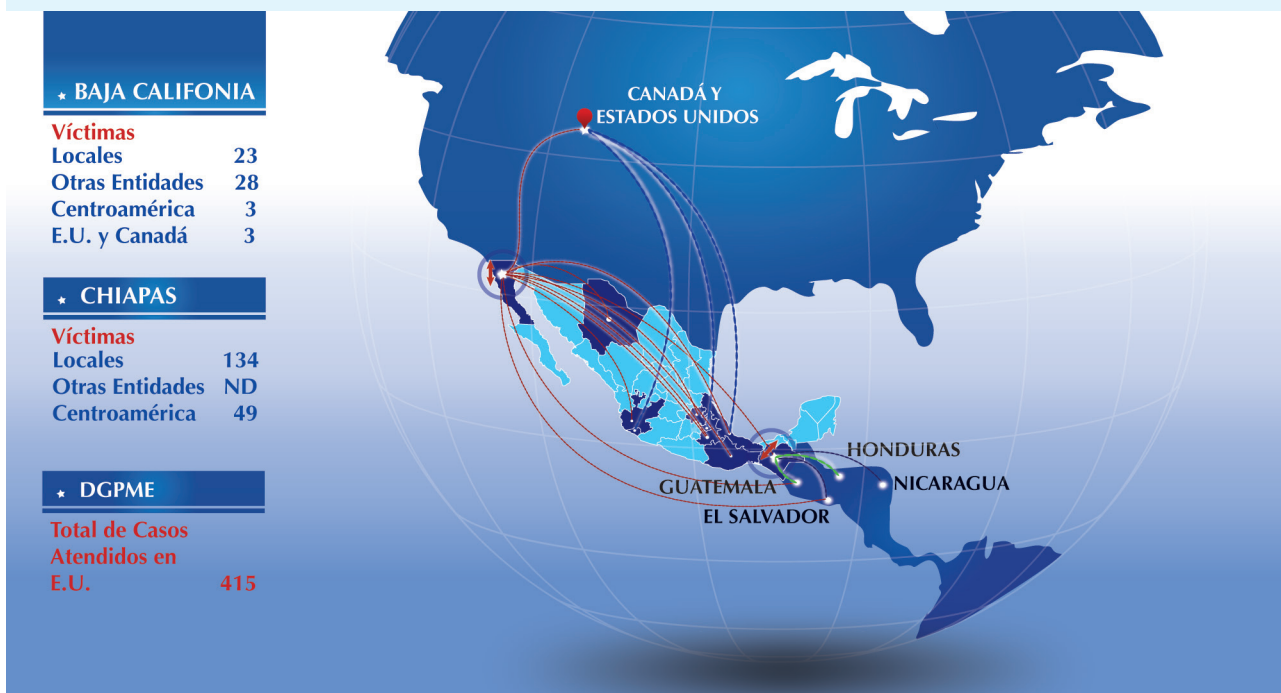 ★ BAJA CALIFONIA
Víctimas
Locales 23
Otras Entidades 28
Centroamérica 3
E.U. y Canadá 3
★ CHIAPAS
Víctimas
Locales 134
Otras Entidades ND
Centroamérica 49
★ DGPME
Total de Casos
Atendidos en
E.U. 415
CANADÁ Y
ESTADOS UNIDOS
HONDURAS
NICARAGUA
GUATEMALA
EL SALVADOR